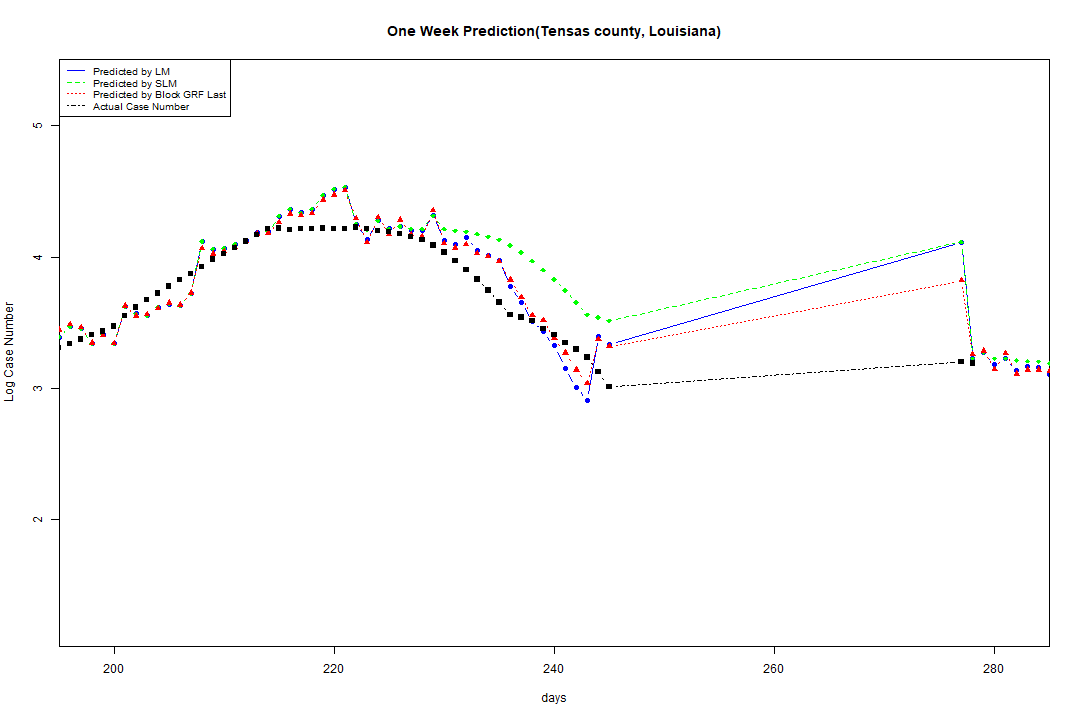 One Week Prediction(Tensas county, Louisiana)
Predicted by LM
Predicted by SLM
Predicted by Block GRF Last
Actual Case Number
5
4
3
2
Log Case Number
200 220 240 260 280
days